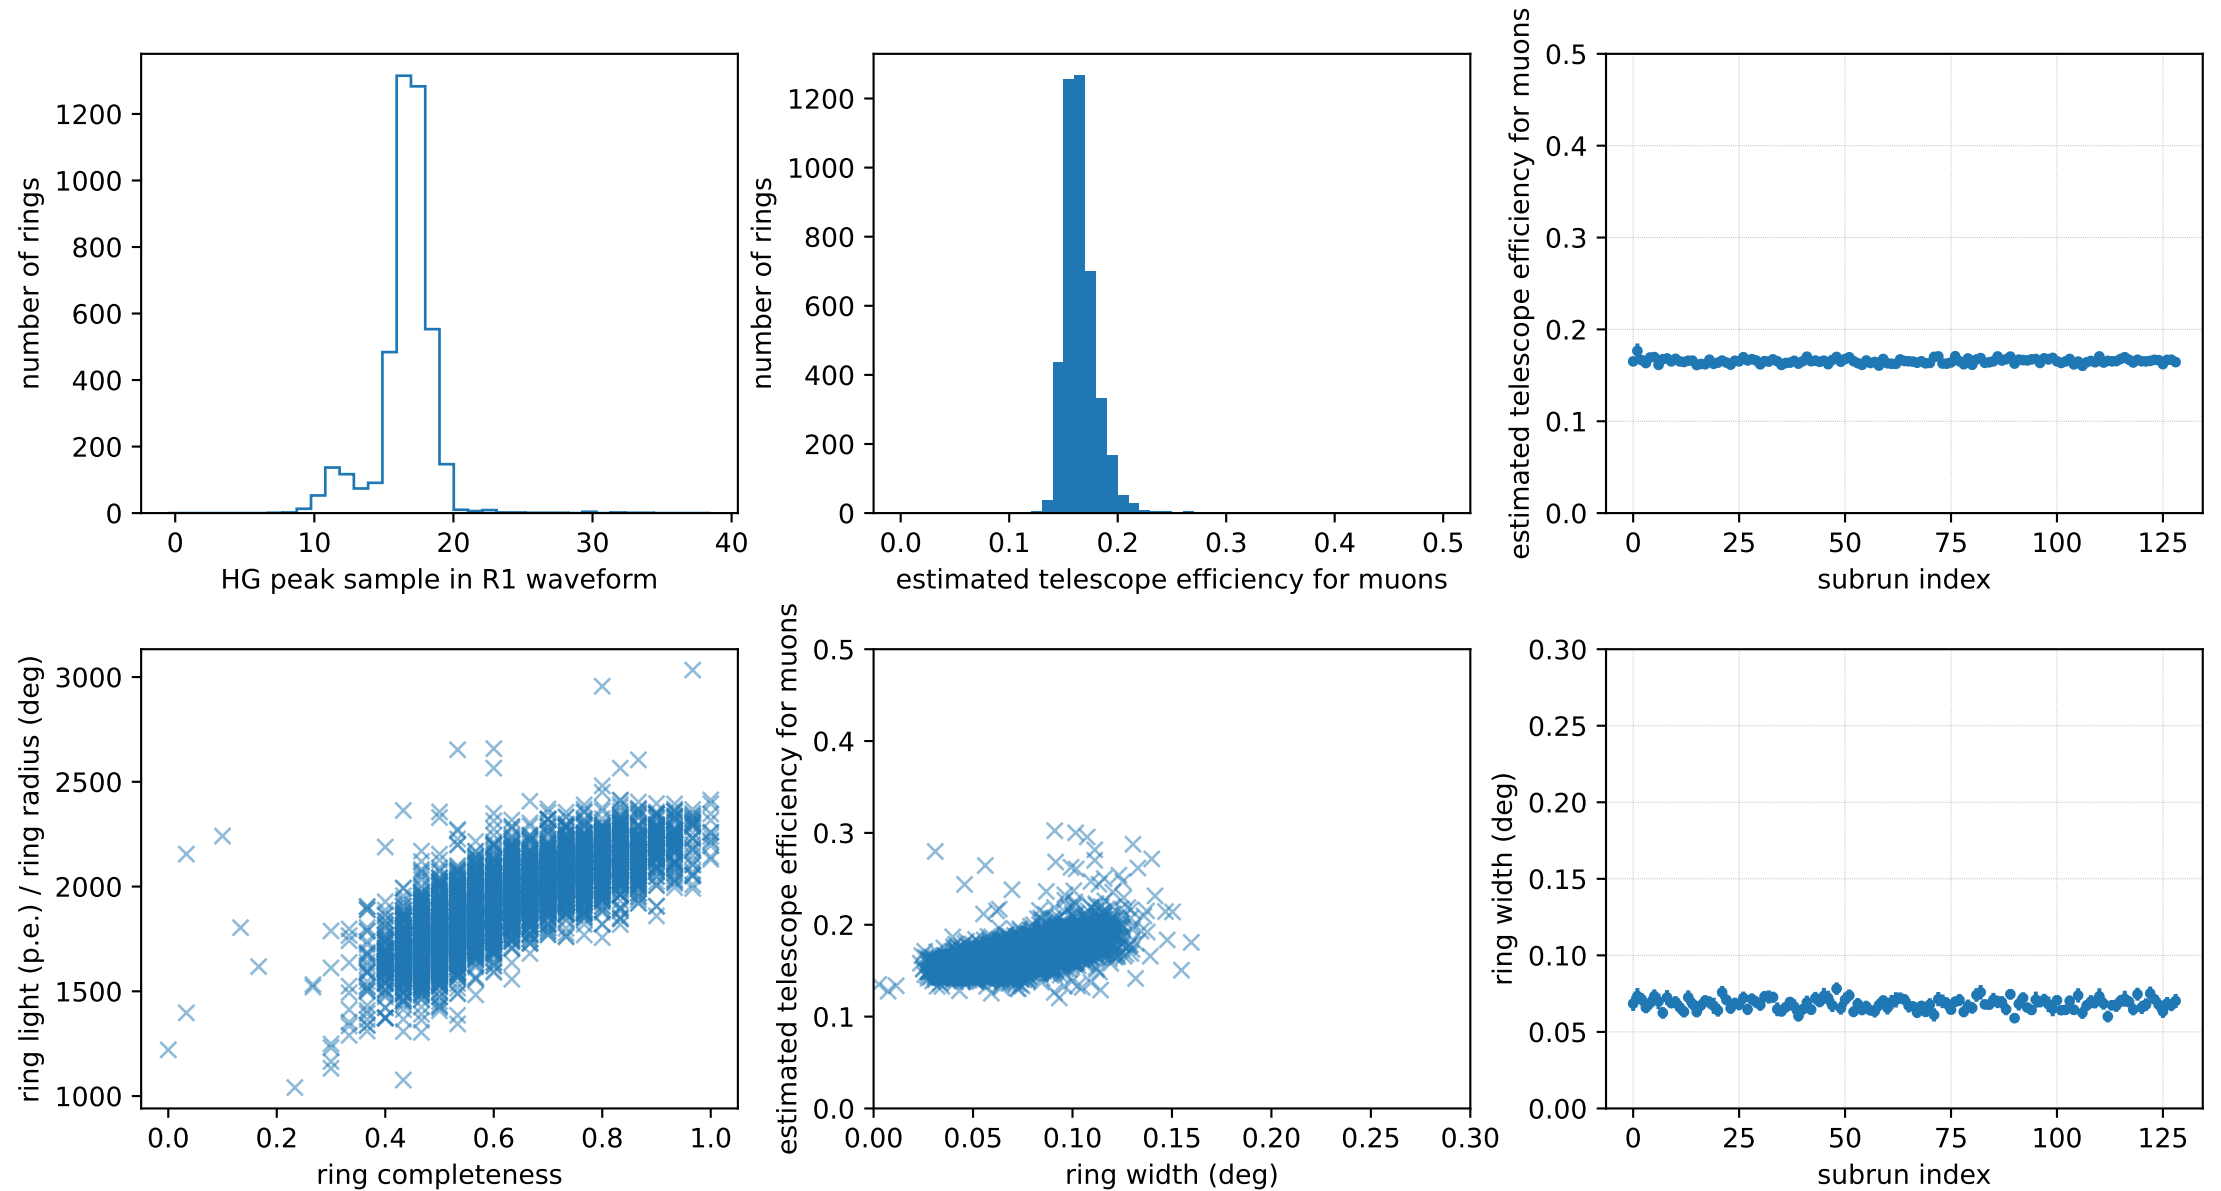 number of rings
1200
1000
800
600
400
200
0
0 10 20 30 40
HG peak sample in R1 waveform
number of rings
1200
1000
800
600
400
200
0
0.0 0.1 0.2 0.3 0.4 0.5
estimated telescope efficiency for muons
estimated telescope efficiency for muons
0.5
0.4
0.3
0.2
0.1
0.0
0 25 50 75 100 125
subrun index
ring light (p.e.) / ring radius (deg)
3000
2500
2000
1500
1000
0.0 0.2 0.4 0.6 0.8 1.0
ring completeness
estimated telescope efficiency for muons
0.5
0.4
0.3
0.2
0.1
0.0
0.00 0.05 0.10 0.15 0.20 0.25 0.30
ring width (deg)
ring width (deg)
0.30
0.25
0.20
0.15
0.10
0.05
0.00
0 25 50 75 100 125
subrun index